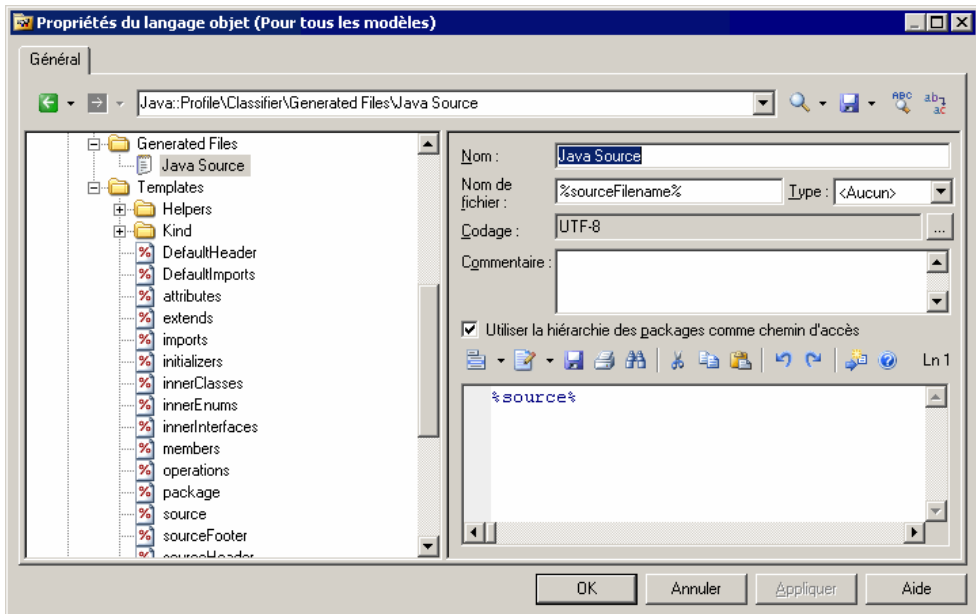 Propriétés du langage objet (Pour tous les modèles)
Général
Java::Profile\Classifier\Generated Files\Java Source
Generated Files
Java Source
Templates
Helpers
Kind
DefaultHeader
DefaultImports
attributes
extends
imports
initializers
innerClasses
innerEnums
innerInterfaces
members
operations
package
source
sourceFooter
sourceHeader
Nom : Java Source
Nom de fichier : %sourceFilename% Type : <Aucun>
Codage : UTF-8 ...
Commentaire :
Utiliser la hiérarchie des packages comme chemin d'accès
Ln 1
%source%
OK Annuler Appliquer Aide